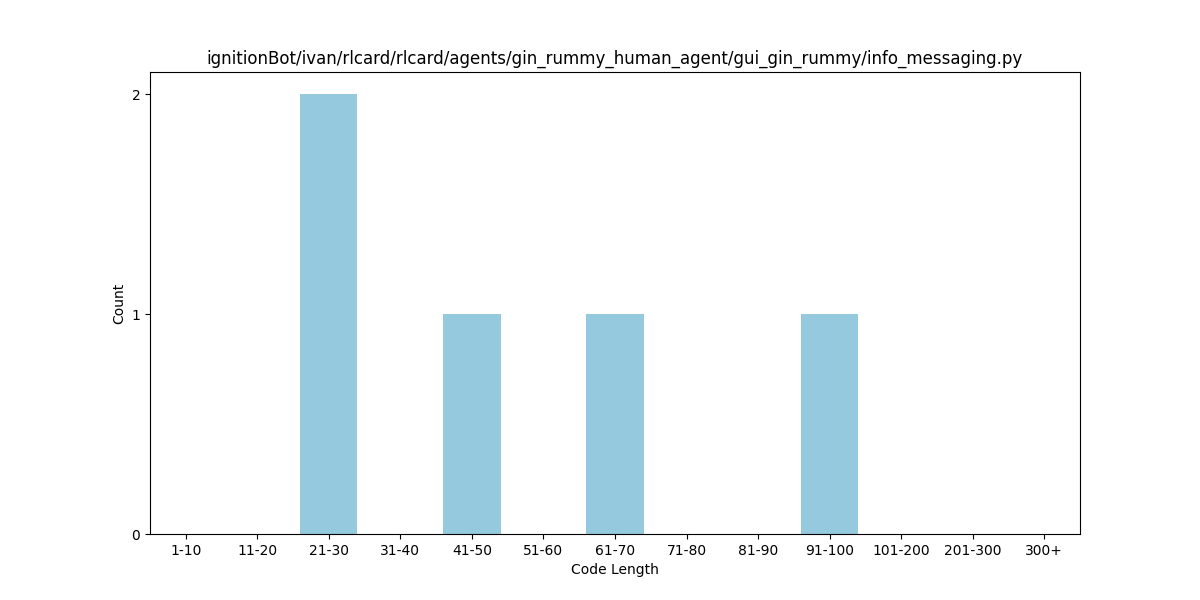 ignitionBot/ivan/rlcard/rlcard/agents/gin_rummy_human_agent/gui_gin_rummy/info_messaging.py
Count
2
1
0
1-10 11-20 21-30 31-40 41-50 51-60 61-70 71-80 81-90 91-100 101-200 201-300 300+
Code Length